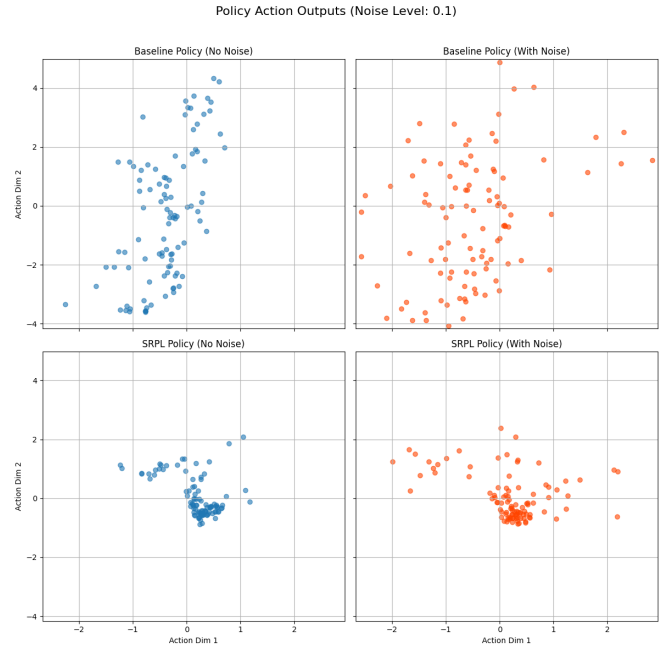 Policy Action Outputs (Noise Level: 0.1)
Baseline Policy (No Noise)
Baseline Policy (With Noise)
4
2
0
−2
−4
Action Dim 2
SRPL Policy (No Noise)
SRPL Policy (With Noise)
4
2
0
−2
−4
Action Dim 2
−2 −1 0 1 2
Action Dim 1
−2 −1 0 1 2
Action Dim 1